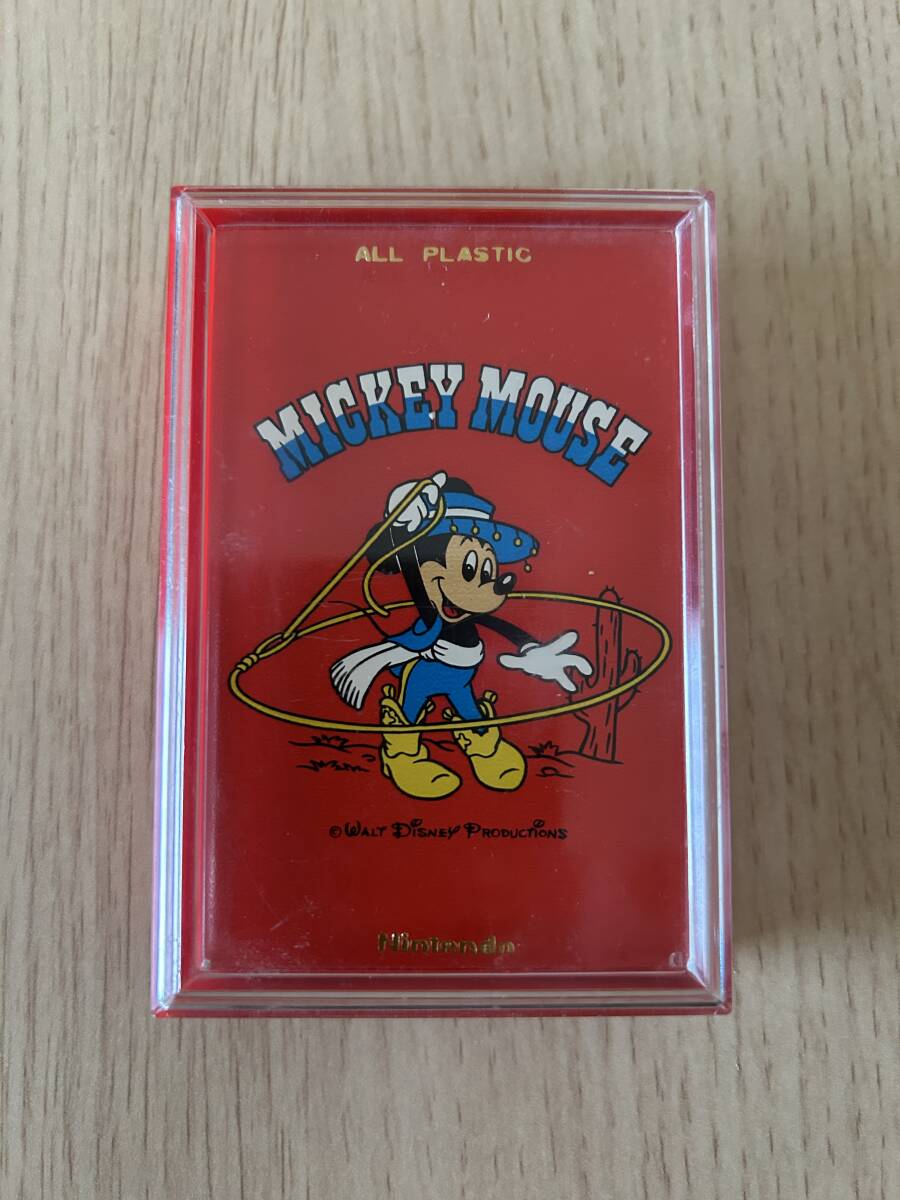 ALL PLASTIC
MICKEY MOUSE
© WALT DISNEY PRODUCTIONS
Nintendo